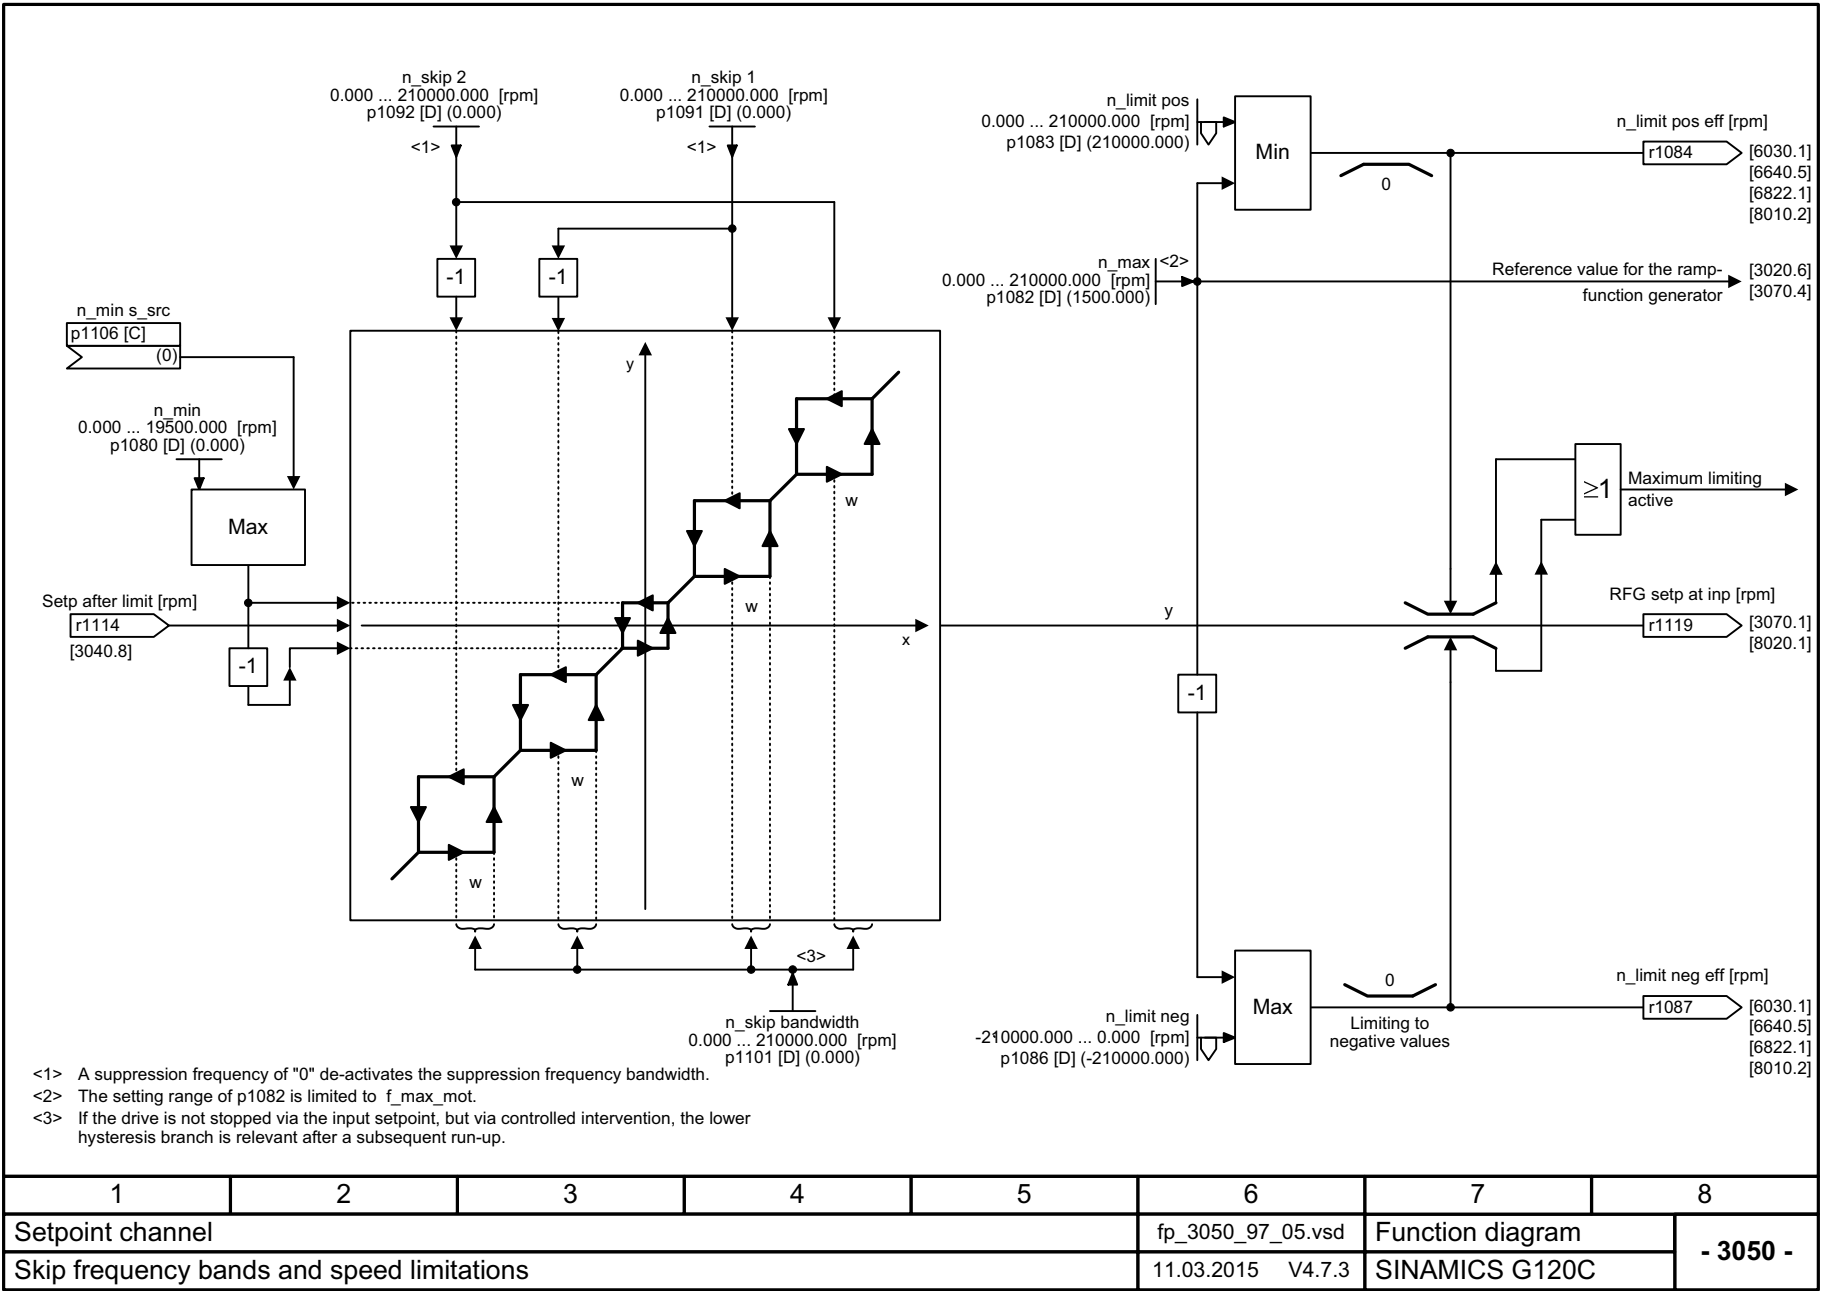 n_skip 2
0.000 ... 210000.000 [rpm]
p1092 [D] (0.000)
<1>
n_skip 1
0.000 ... 210000.000 [rpm]
p1091 [D] (0.000)
<1>
n_limit pos
0.000 ... 210000.000 [rpm]
p1083 [D] (210000.000)
Min
0
n_limit pos eff [rpm]
r1084
[6030.1]
[6640.5]
[6822.1]
[8010.2]
-1
-1
n_max
<2>
0.000 ... 210000.000 [rpm]
p1082 [D] (1500.000)
Reference value for the ramp-
function generator
[3020.6]
[3070.4]
n_min s_src
p1106 [C]
(0)
n_min
0.000 ... 19500.000 [rpm]
p1080 [D] (0.000)
Max
y
w
w
≥1
Maximum limiting
active
Setp after limit [rpm]
r1114
[3040.8]
-1
x
y
RFG setp at inp [rpm]
r1119
[3070.1]
[8020.1]
-1
w
w
<3>
n_skip bandwidth
0.000 ... 210000.000 [rpm]
p1101 [D] (0.000)
n_limit neg
-210000.000 ... 0.000 [rpm]
p1086 [D] (-210000.000)
Max
0
Limiting to
negative values
n_limit neg eff [rpm]
r1087
[6030.1]
[6640.5]
[6822.1]
[8010.2]
<1> A suppression frequency of "0" de-activates the suppression frequency bandwidth.
<2> The setting range of p1082 is limited to f_max_mot.
<3> If the drive is not stopped via the input setpoint, but via controlled intervention, the lower
hysteresis branch is relevant after a subsequent run-up.
1 2 3 4 5 6 7 8
Setpoint channel
fp_3050_97_05.vsd
Function diagram
- 3050 -
Skip frequency bands and speed limitations
11.03.2015 V4.7.3
SINAMICS G120C